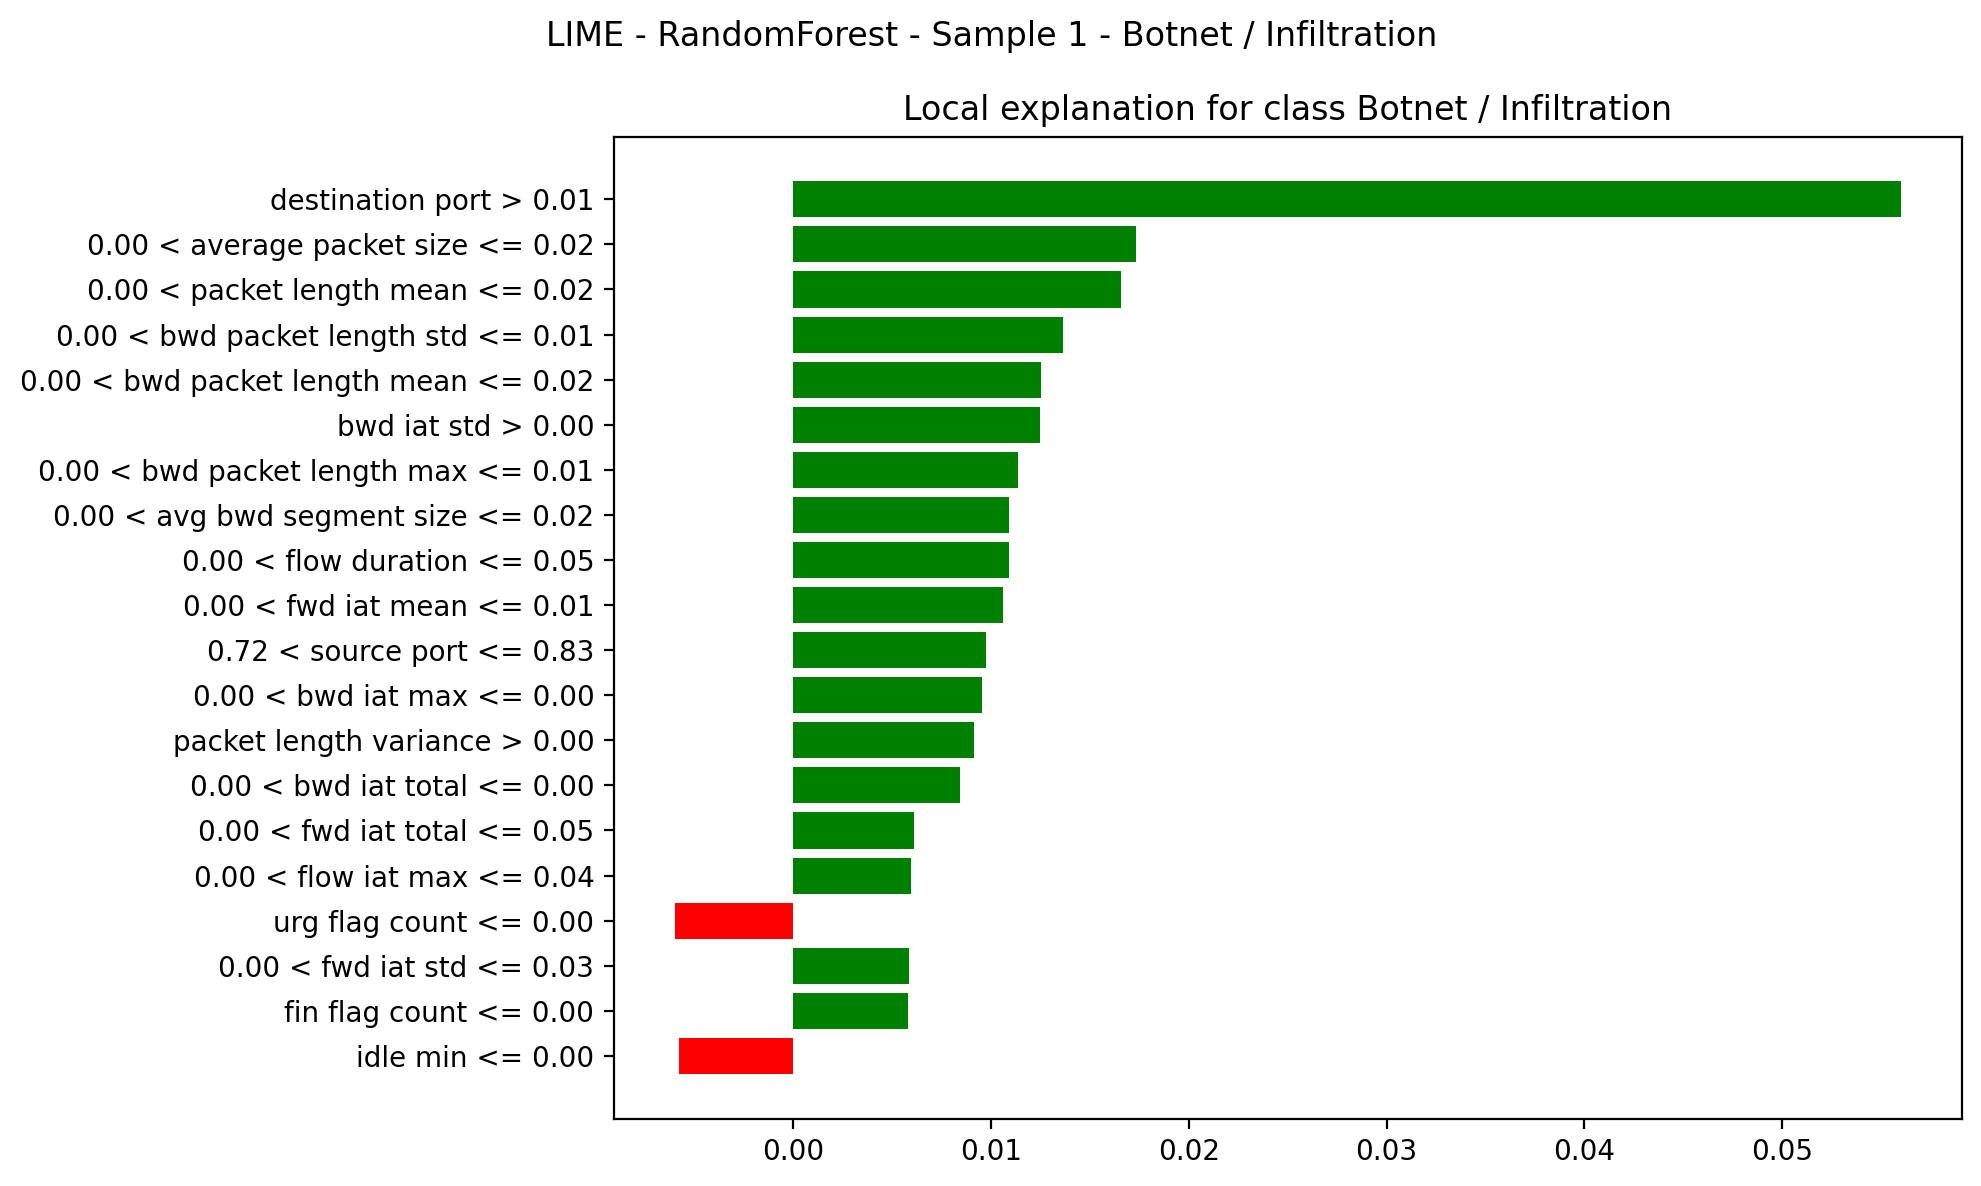 LIME - RandomForest - Sample 1 - Botnet / Infiltration
Local explanation for class Botnet / Infiltration
destination port > 0.01
0.00 < average packet size <= 0.02
0.00 < packet length mean <= 0.02
0.00 < bwd packet length std <= 0.01
0.00 < bwd packet length mean <= 0.02
bwd iat std > 0.00
0.00 < bwd packet length max <= 0.01
0.00 < avg bwd segment size <= 0.02
0.00 < flow duration <= 0.05
0.00 < fwd iat mean <= 0.01
0.72 < source port <= 0.83
0.00 < bwd iat max <= 0.00
packet length variance > 0.00
0.00 < bwd iat total <= 0.00
0.00 < fwd iat total <= 0.05
0.00 < flow iat max <= 0.04
urg flag count <= 0.00
0.00 < fwd iat std <= 0.03
fin flag count <= 0.00
idle min <= 0.00
0.00 0.01 0.02 0.03 0.04 0.05